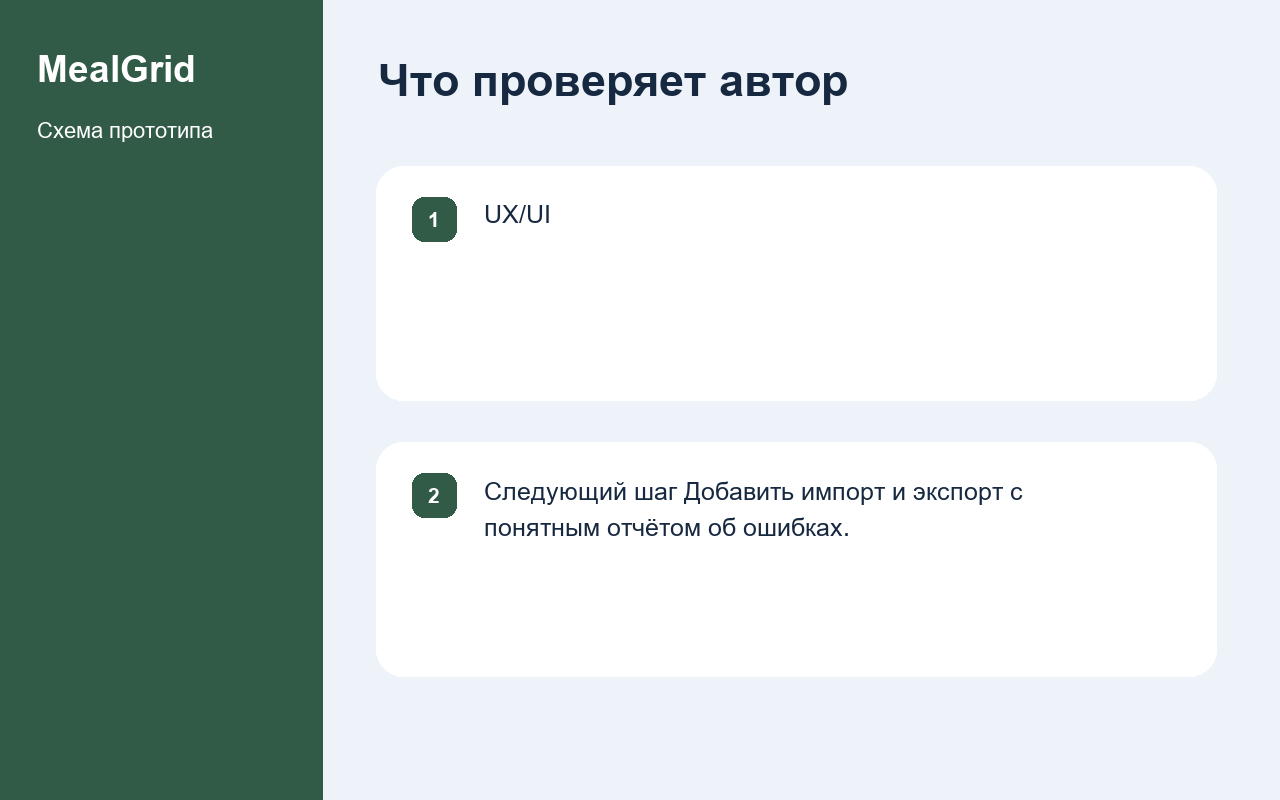 MealGrid
Схема прототипа
Что проверяет автор
1
UX/UI
2
Следующий шаг Добавить импорт и экспорт с
понятным отчётом об ошибках.